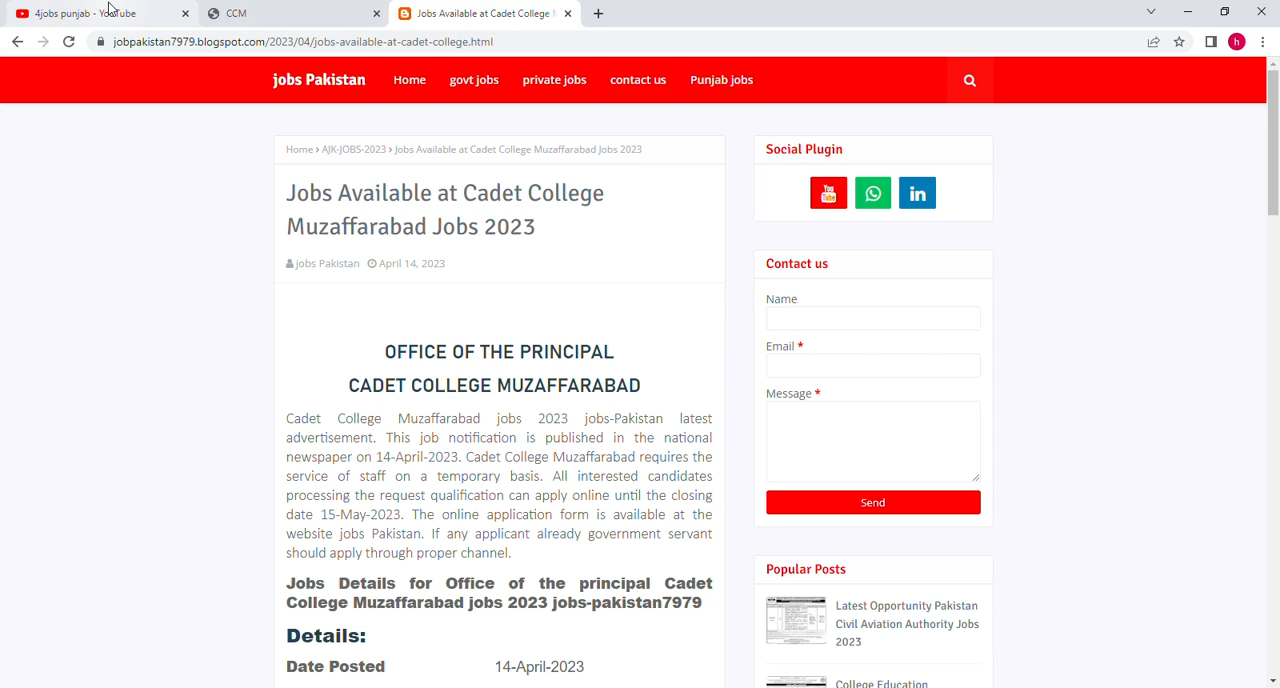 4jobs punjab - YouTube
CCM
Jobs Available at Cadet College
jobpakistan7979.blogspot.com/2023/04/jobs-available-at-cadet-college.html
h
jobs Pakistan
Home
govt jobs
private jobs
contact us
Punjab jobs
Home › AJK-JOBS-2023 › Jobs Available at Cadet College Muzaffarabad Jobs 2023
Jobs Available at Cadet College
Muzaffarabad Jobs 2023
jobs Pakistan April 14, 2023
OFFICE OF THE PRINCIPAL
CADET COLLEGE MUZAFFARABAD
Cadet College Muzaffarabad jobs 2023 jobs-Pakistan latest
advertisement. This job notification is published in the national
newspaper on 14-April-2023. Cadet College Muzaffarabad requires the
service of staff on a temporary basis. All interested candidates
processing the request qualification can apply online until the closing
date 15-May-2023. The online application form is available at the
website jobs Pakistan. If any applicant already government servant
should apply through proper channel.
Jobs Details for Office of the principal Cadet
College Muzaffarabad jobs 2023 jobs-pakistan7979
Details:
Date Posted 14-April-2023
Social Plugin
You Tube
in
Contact us
Name
Email *
Message *
Send
Popular Posts
Latest Opportunity Pakistan
Civil Aviation Authority Jobs
2023
College Education